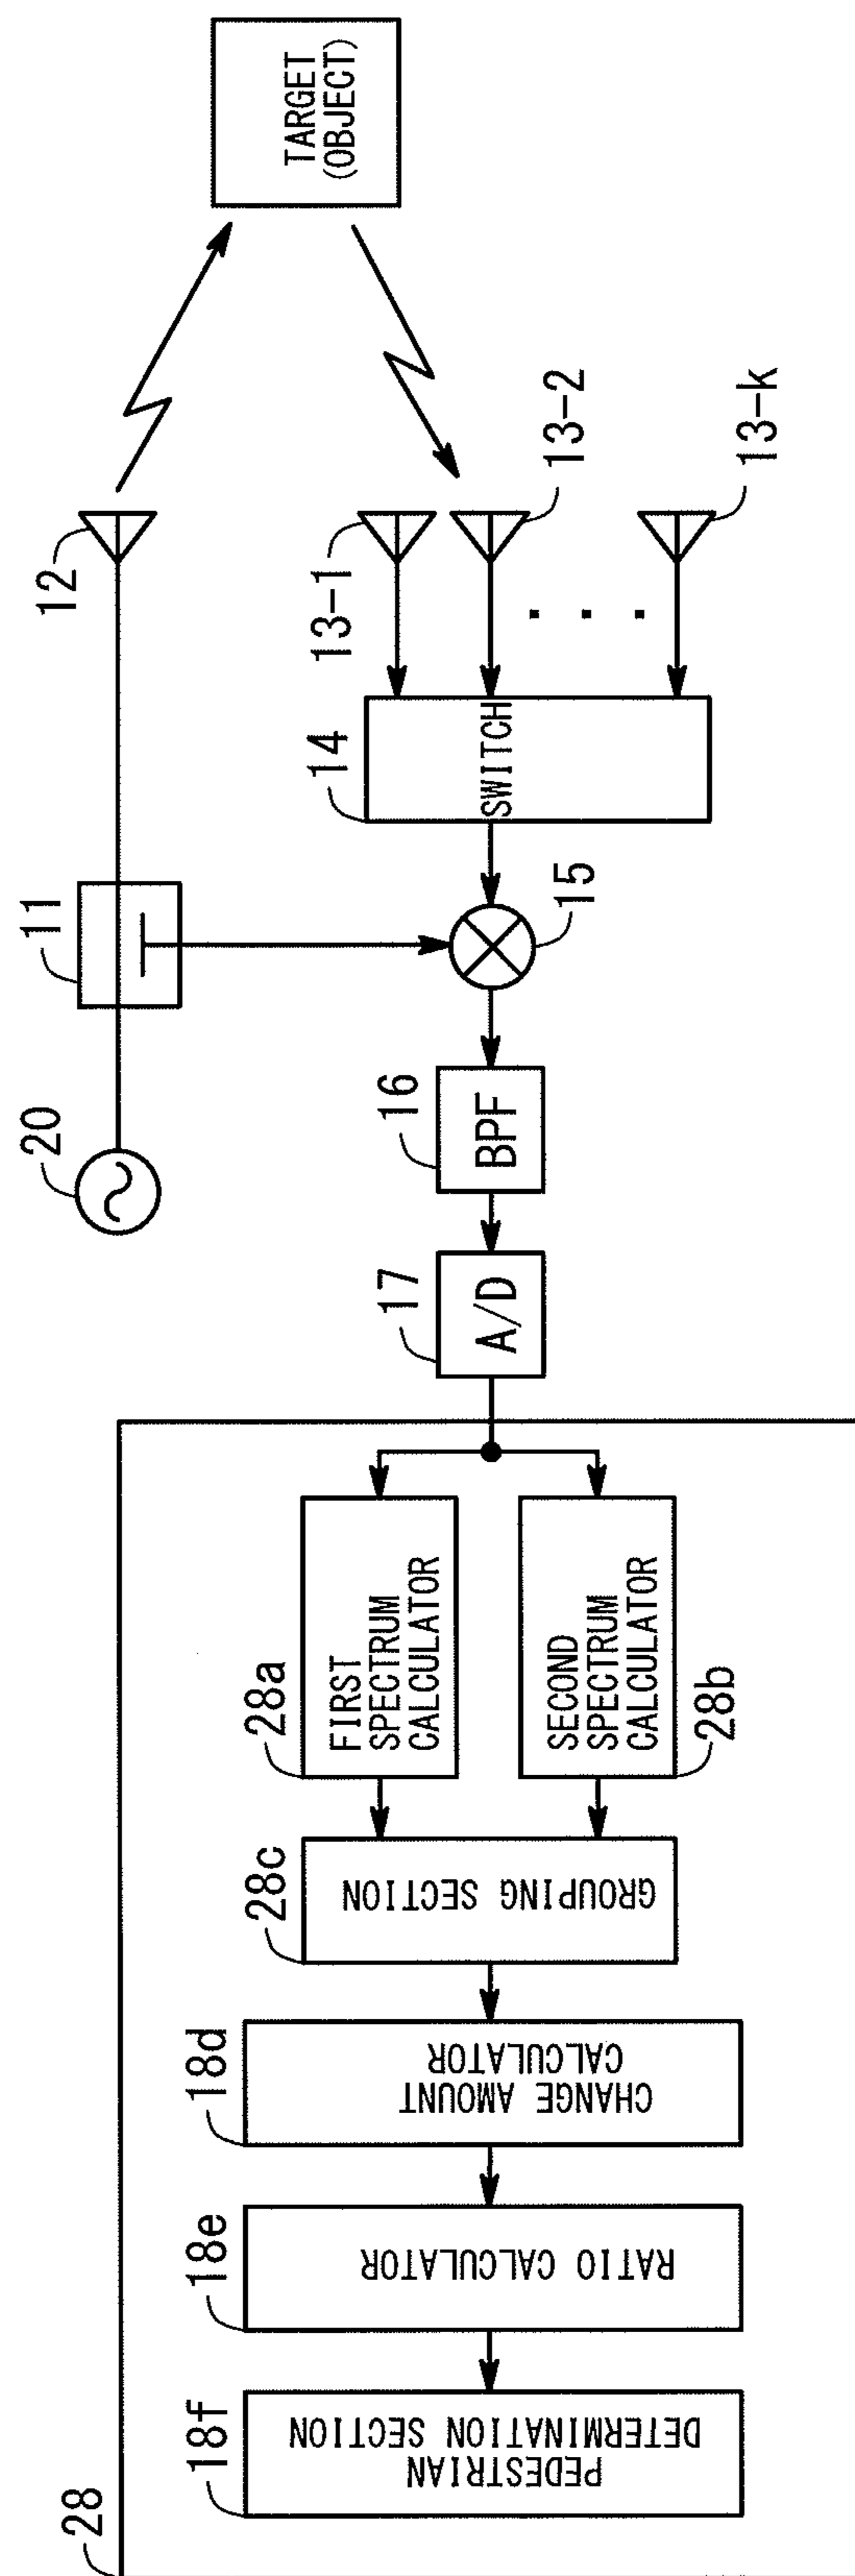 TARGET
(OBJECT)
12
13-1
13-2
13-k
14
SWITCH
11
15
20
16
BPF
17
A/D
28a
FIRST
SPECTRUM
CALCULATOR
SECOND
SPECTRUM
CALCULATOR
28b
28c
GROUPING SECTION
18d
CHANGE AMOUNT
CALCULATOR
18e
RATIO CALCULATOR
18f
PEDESTRIAN
DETERMINATION SECTION
28